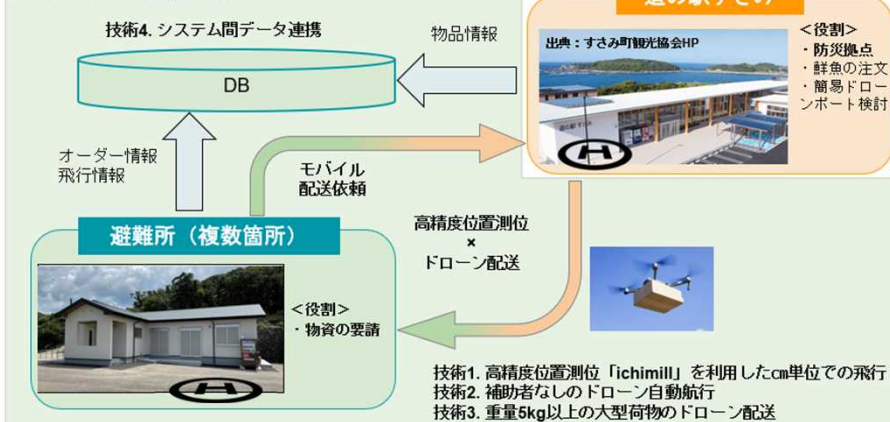 技術4. システム間データ連携
物品情報
DB
オーダー情報
飛行情報
モバイル
配送依頼
出典：すさみ町観光協会HP
＜役割＞
・防災拠点
・鮮魚の注文
・簡易ドロー
ンポート検討
H
避難所（複数箇所）
＜役割＞
・物資の要請
H
高精度位置測位
×
ドローン配送
技術1. 高精度位置測位「ichimill」を利用した㎝単位での飛行
技術2. 補助者なしのドローン自動航行
技術3. 重量5kg以上の大型荷物のドローン配送